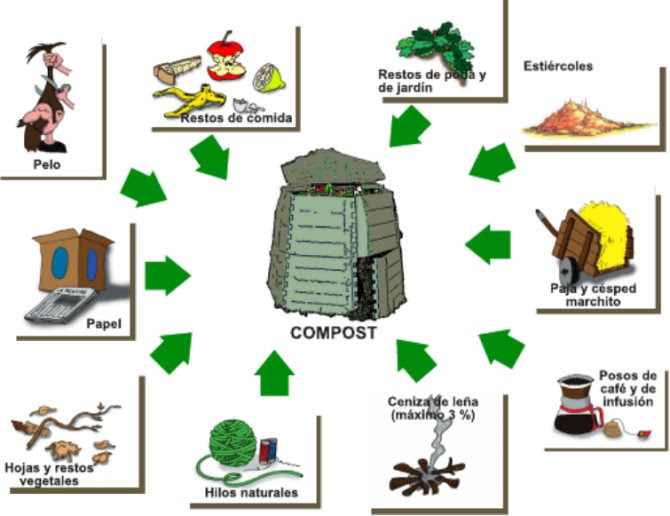 Pelo
Restos de comida
Restos de poda y
de jardín
Estiércoles
Papel
COMPOST
Paja y césped
marchito
Hojas y restos
vegetales
Hilos naturales
Ceniza de leña
(máximo 3 %)
Posos de
café y de
infusión